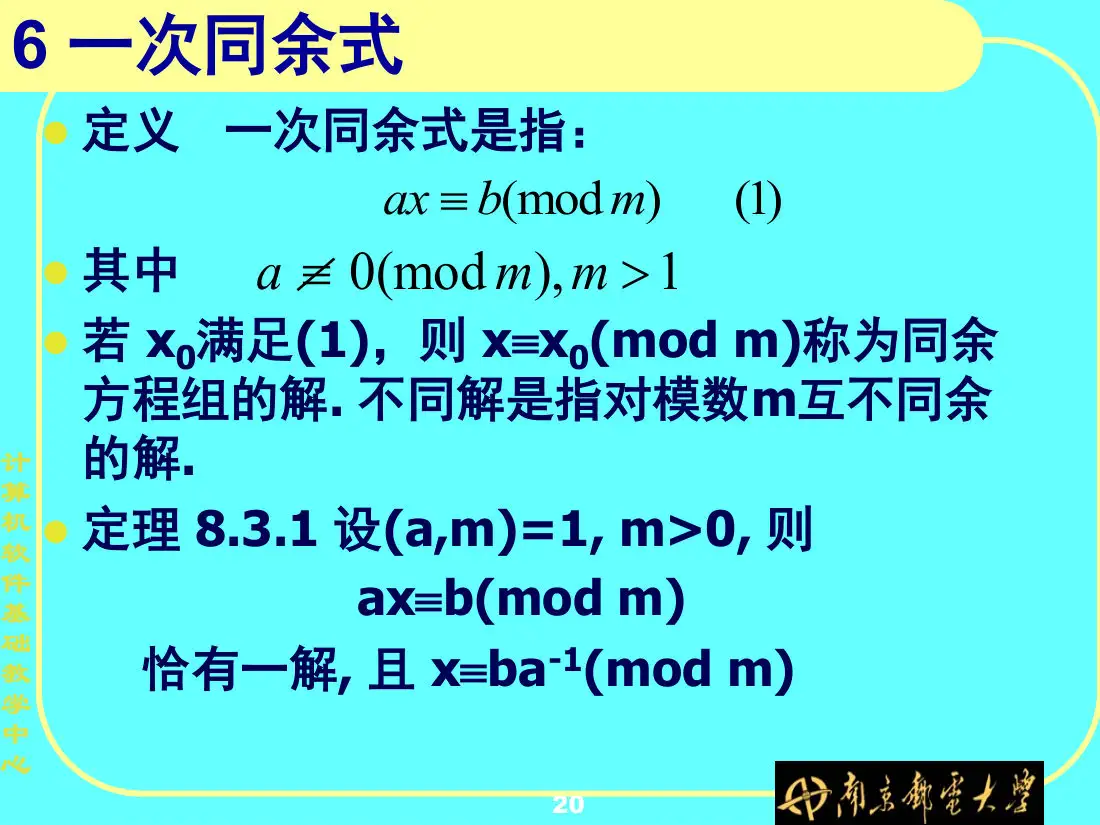 6 一次同余式
定义 一次同余式是指:
ax ≡ b(mod m) (1)
其中 a ≢ 0(mod m), m > 1
若 x₀满足(1), 则 x≡x₀(mod m)称为同余
方程组的解. 不同解是指对模数m互不同余
的解.
定理 8.3.1 设(a,m)=1, m>0, 则
ax≡b(mod m)
恰有一解, 且 x≡ba⁻¹(mod m)
计算机软件基础教学中心
20
南京邮电大学